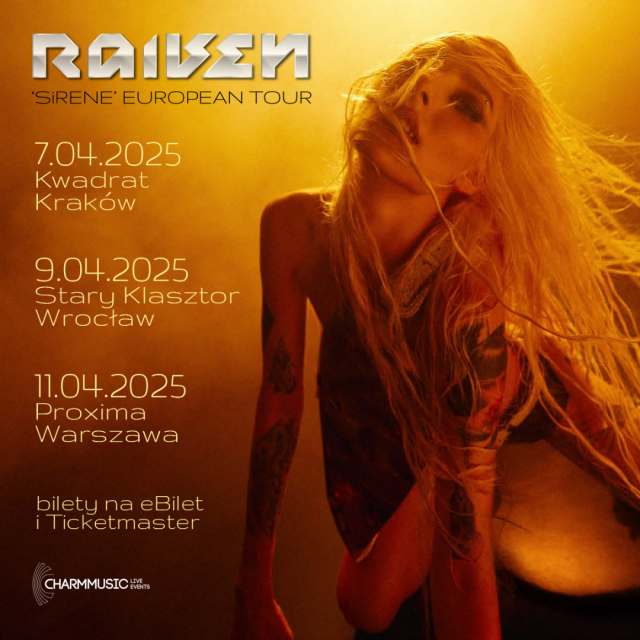 RAIVEN
‘SiRENE’ EUROPEAN TOUR
7.04.2025
Kwadrat
Kraków
9.04.2025
Stary Klasztor
Wrocław
11.04.2025
Proxima
Warszawa
bilety na eBilet
i Ticketmaster
CHARMMUSIC LIVE EVENTS